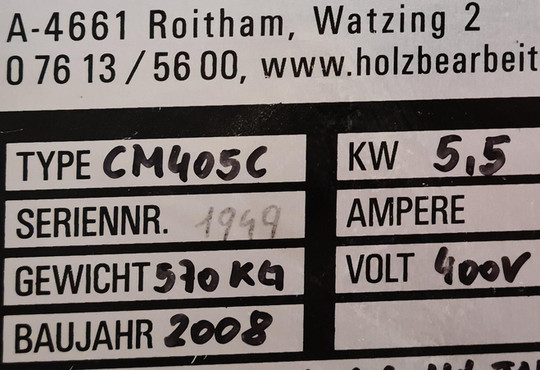 A-4661 Roitham, Watzing 2
0 76 13 / 56 00, www.holzbearbeit
TYPE CM405C KW 5,5
SERIENNR. 1949 AMPERE
GEWICHT 570 KG VOLT 400V
BAUJAHR 2008